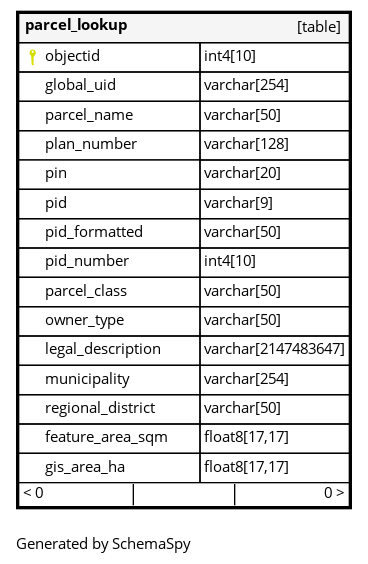 parcel_lookup [table]
objectid int4[10]
global_uid varchar[254]
parcel_name varchar[50]
plan_number varchar[128]
pin varchar[20]
pid varchar[9]
pid_formatted varchar[50]
pid_number int4[10]
parcel_class varchar[50]
owner_type varchar[50]
legal_description varchar[2147483647]
municipality varchar[254]
regional_district varchar[50]
feature_area_sqm float8[17,17]
gis_area_ha float8[17,17]
< 0 0 >
Generated by SchemaSpy